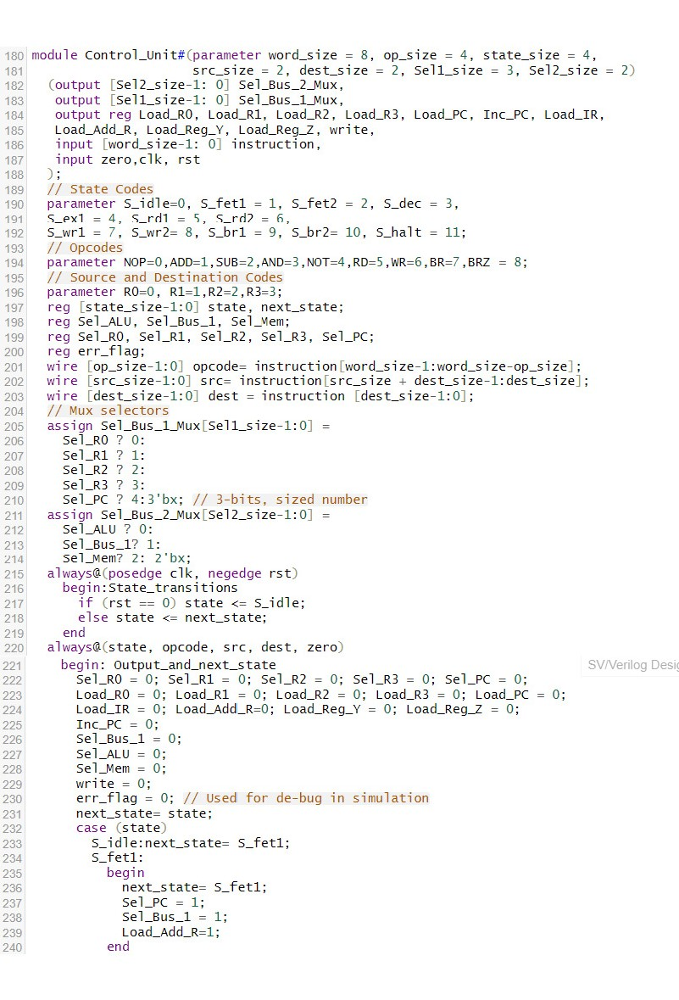 180 module Control_Unit#(parameter word_size = 8, op_size = 4, state_size = 4,
181 src_size = 2, dest_size = 2, Sel1_size = 3, Sel2_size = 2)
182 (output [Sel2_size-1: 0] Sel_Bus_2_Mux,
183 output [Sel1_size-1: 0] Sel_Bus_1_Mux,
184 output reg Load_R0, Load_R1, Load_R2, Load_R3, Load_PC, Inc_PC, Load_IR,
185 Load_Add_R, Load_Reg_Y, Load_Reg_Z, write,
186 input [word_size-1: 0] instruction,
187 input zero,clk, rst
188 );
189 // State Codes
190 parameter S_idle=0, S_fet1 = 1, S_fet2 = 2, S_dec = 3,
191 S_ex1 = 4, S_rd1 = 5, S_rd2 = 6,
192 S_wr1 = 7, S_wr2= 8, S_br1 = 9, S_br2= 10, S_halt = 11;
193 // Opcodes
194 parameter NOP=0,ADD=1,SUB=2,AND=3,NOT=4,RD=5,WR=6,BR=7,BRZ = 8;
195 // Source and Destination Codes
196 parameter R0=0, R1=1,R2=2,R3=3;
197 reg [state_size-1:0] state, next_state;
198 reg Sel_ALU, Sel_Bus_1, Sel_Mem;
199 reg Sel_R0, Sel_R1, Sel_R2, Sel_R3, Sel_PC;
200 reg err_flag;
201 wire [op_size-1:0] opcode= instruction[word_size-1:word_size-op_size];
202 wire [src_size-1:0] src= instruction[src_size + dest_size-1:dest_size];
203 wire [dest_size-1:0] dest = instruction [dest_size-1:0];
204 // Mux selectors
205 assign Sel_Bus_1_Mux[Sel1_size-1:0] =
206 Sel_R0 ? 0:
207 Sel_R1 ? 1:
208 Sel_R2 ? 2:
209 Sel_R3 ? 3:
210 Sel_PC ? 4:3'bx; // 3-bits, sized number
211 assign Sel_Bus_2_Mux[Sel2_size-1:0] =
212 Sel_ALU ? 0:
213 Sel_Bus_1? 1:
214 Sel_Mem? 2: 2'bx;
215 always@(posedge clk, negedge rst)
216 begin:State_transitions
217 if (rst == 0) state <= S_idle;
218 else state <= next_state;
219 end
220 always@(state, opcode, src, dest, zero)
221 begin: Output_and_next_state
SV/Verilog Desig
222 Sel_R0 = 0; Sel_R1 = 0; Sel_R2 = 0; Sel_R3 = 0; Sel_PC = 0;
223 Load_R0 = 0; Load_R1 = 0; Load_R2 = 0; Load_R3 = 0; Load_PC = 0;
224 Load_IR = 0; Load_Add_R=0; Load_Reg_Y = 0; Load_Reg_Z = 0;
225 Inc_PC = 0;
226 Sel_Bus_1 = 0;
227 Sel_ALU = 0;
228 Sel_Mem = 0;
229 write = 0;
230 err_flag = 0; // Used for de-bug in simulation
231 next_state= state;
232 case (state)
233 S_idle:next_state= S_fet1;
234 S_fet1:
235 begin
236 next_state= S_fet1;
237 Sel_PC = 1;
238 Sel_Bus_1 = 1;
239 Load_Add_R=1;
240 end